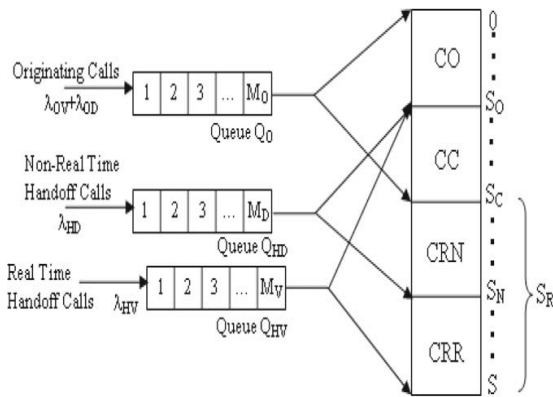 Originating Calls
λOV+λOD
1 2 3 ... MO
Queue QO
Non-Real Time
Handoff Calls
λHD
1 2 3 ... MD
Queue QHD
Real Time
Handoff Calls
λHV
1 2 3 ... MV
Queue QHV
CO
CC
CRN
CRR
0
SO
SC
SN
S
SR